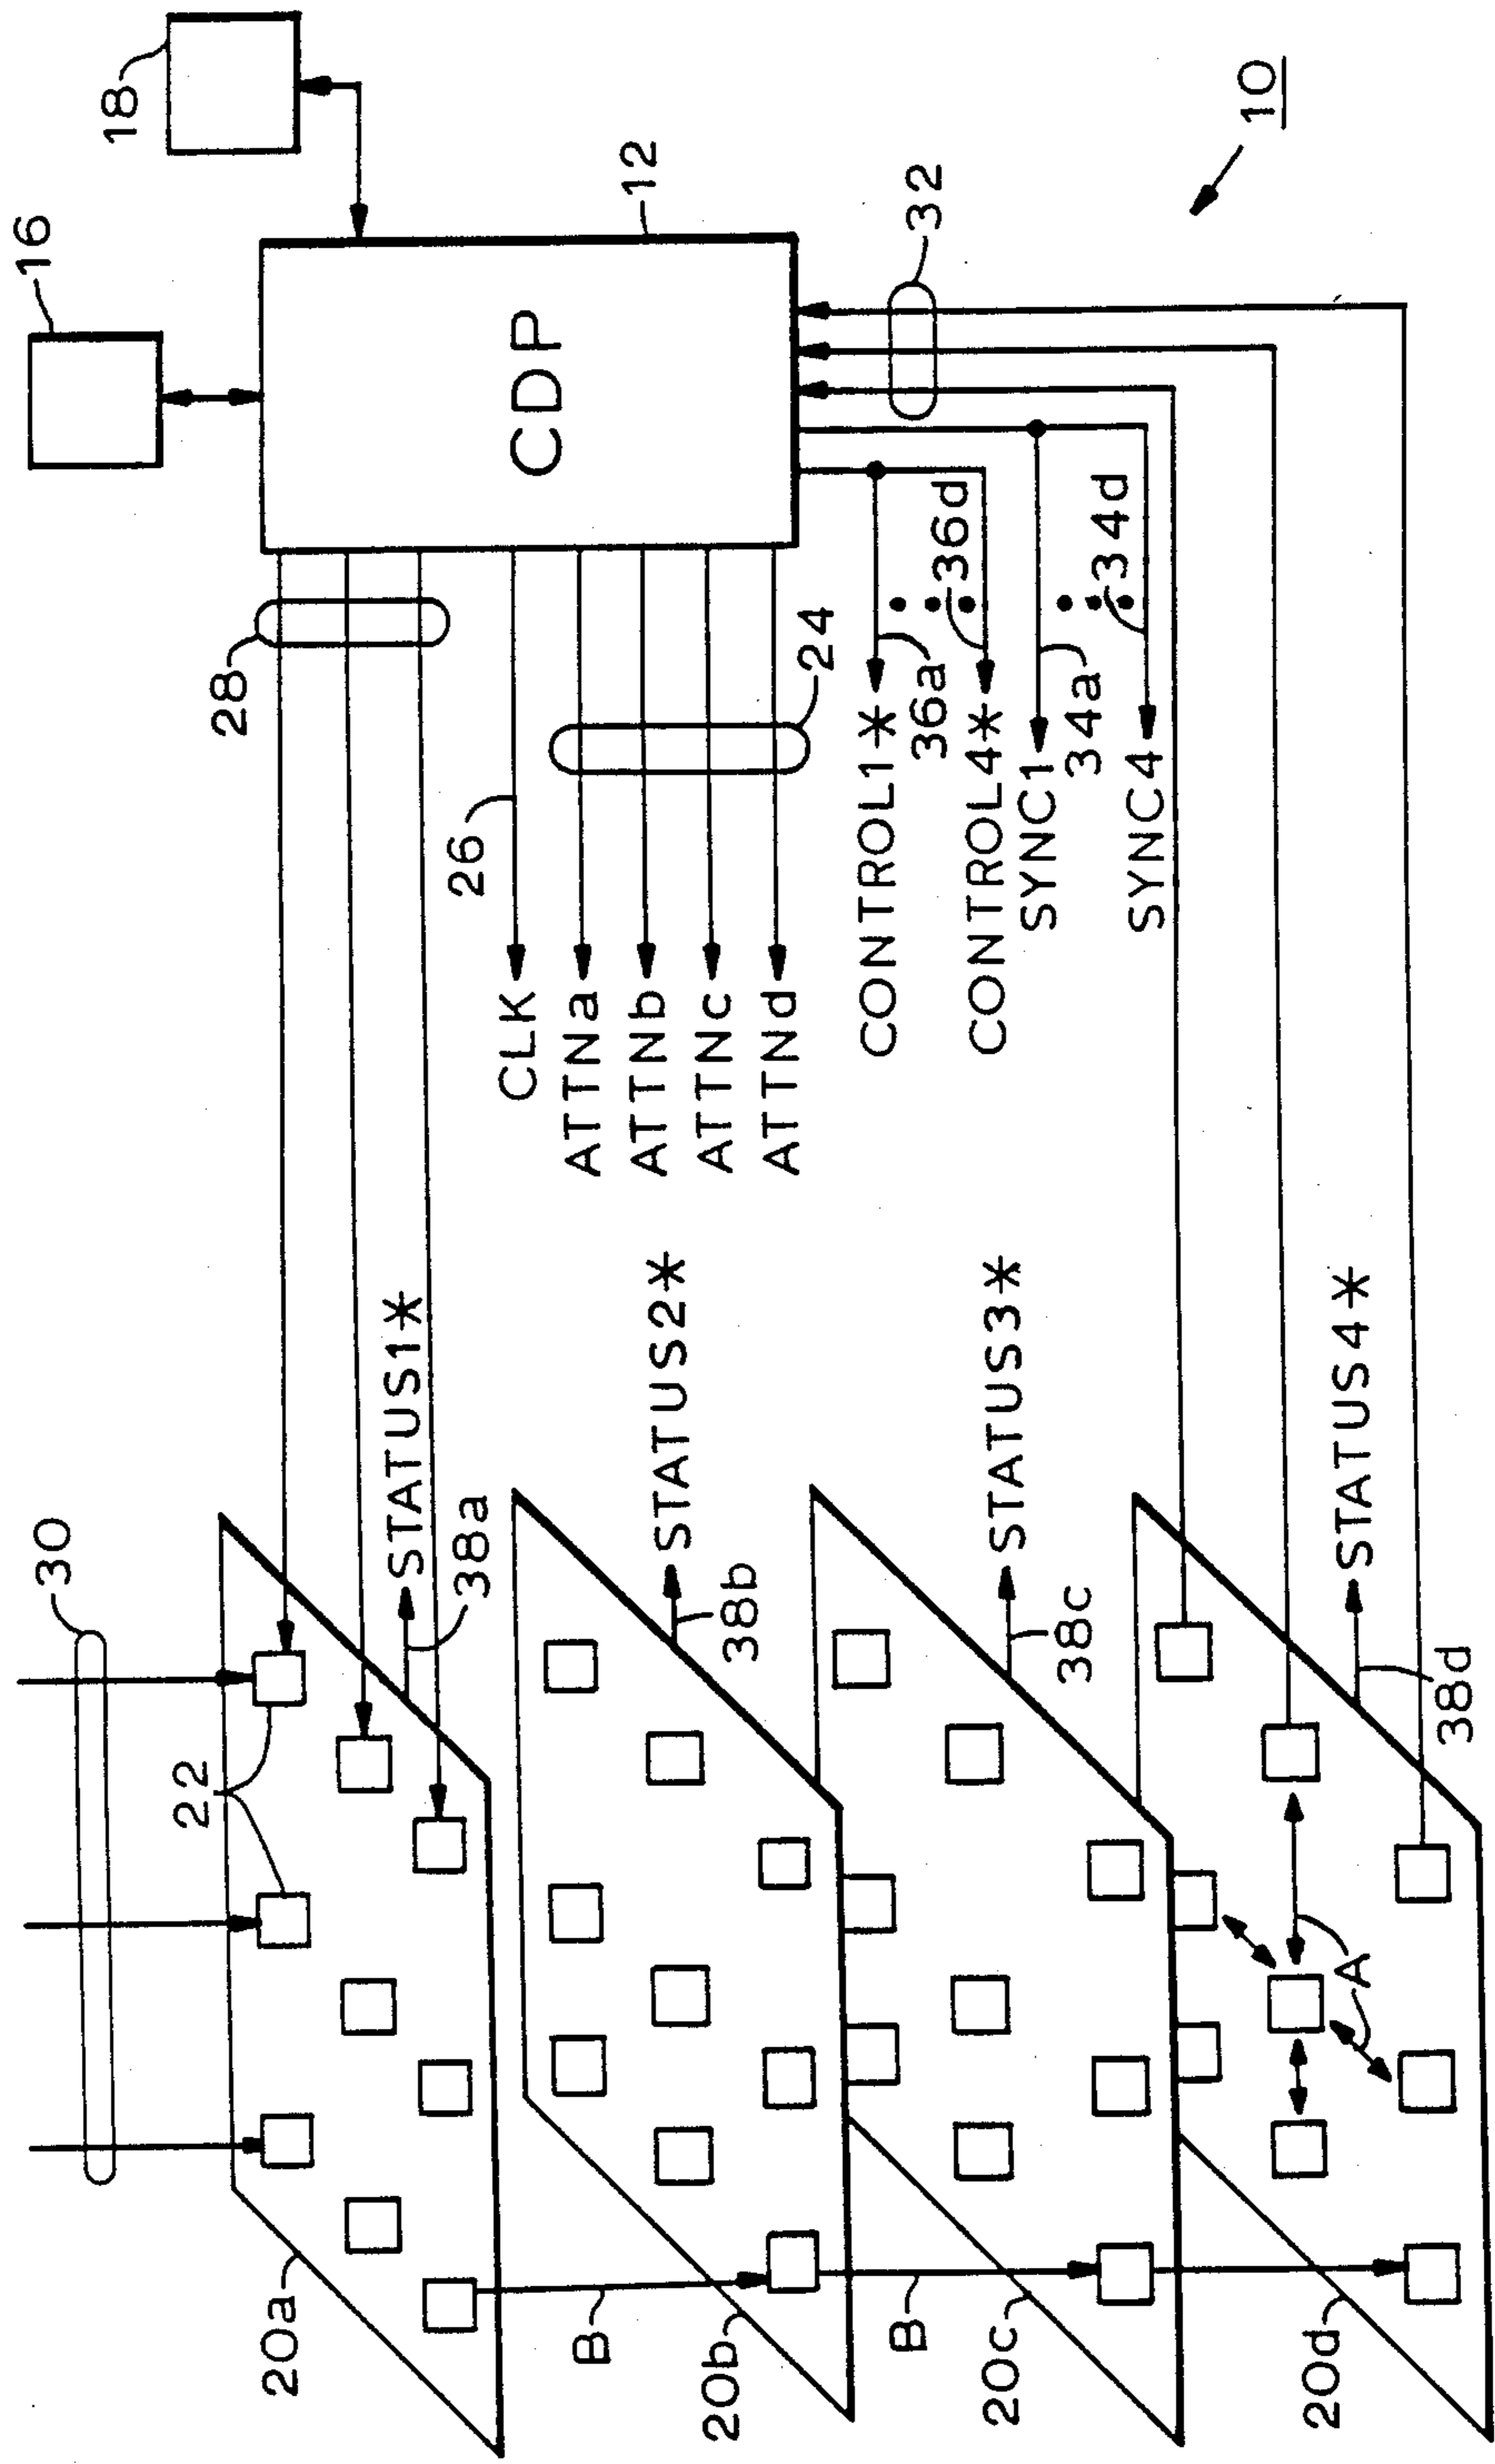 30
22
20a
B
20b
B
20c
20d
A
STATUS1*
38a
STATUS2*
38b
STATUS3*
38c
STATUS4*
38d
16
18
28
CDP
12
26
CLK
ATTNa
ATTNb
ATTNc
ATTNd
24
CONTROL1*
36a
36d
CONTROL4*
SYNC1
34a
34d
SYNC4
32
10